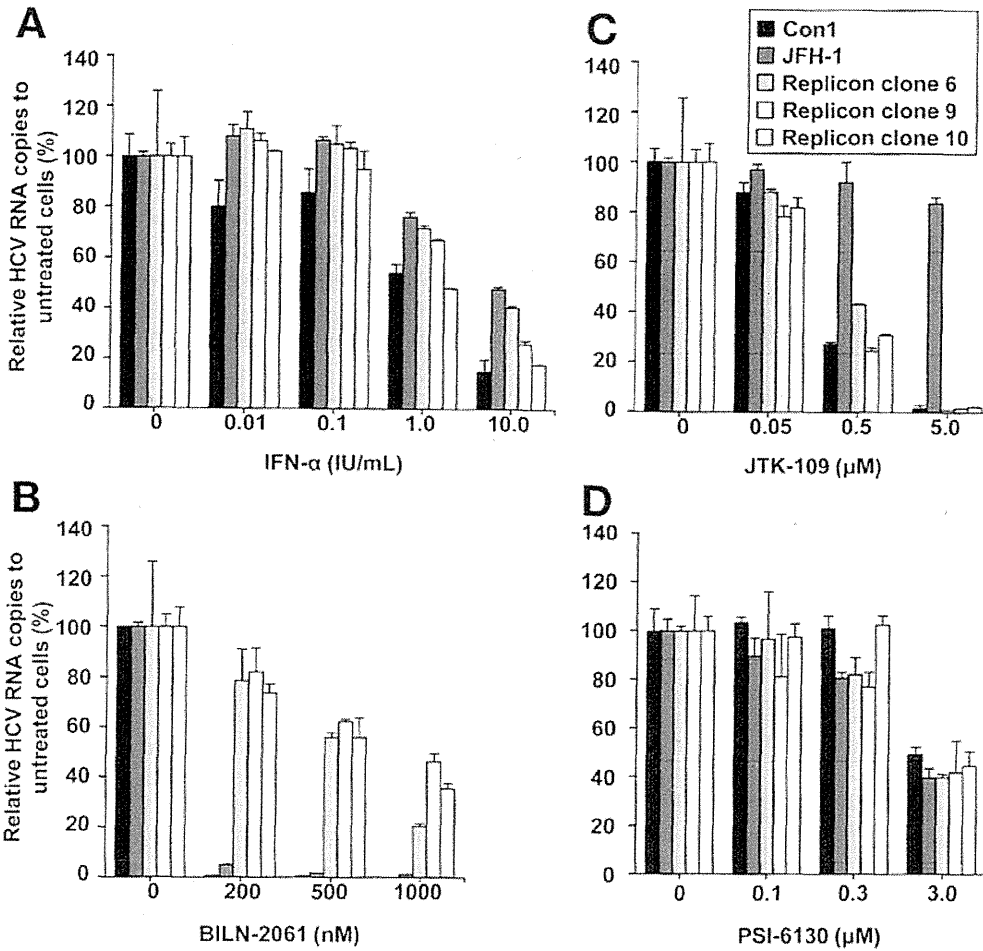 A
Relative HCV RNA copies to
untreated cells (%)
140
120
100
80
60
40
20
0
0 0.01 0.1 1.0 10.0
IFN-α (IU/mL)
C
Con1
JFH-1
Replicon clone 6
Replicon clone 9
Replicon clone 10
140
120
100
80
60
40
20
0
0 0.05 0.5 5.0
JTK-109 (μM)
B
Relative HCV RNA copies to
untreated cells (%)
140
120
100
80
60
40
20
0
0 200 500 1000
BILN-2061 (nM)
D
140
120
100
80
60
40
20
0
0 0.1 0.3 3.0
PSI-6130 (μM)